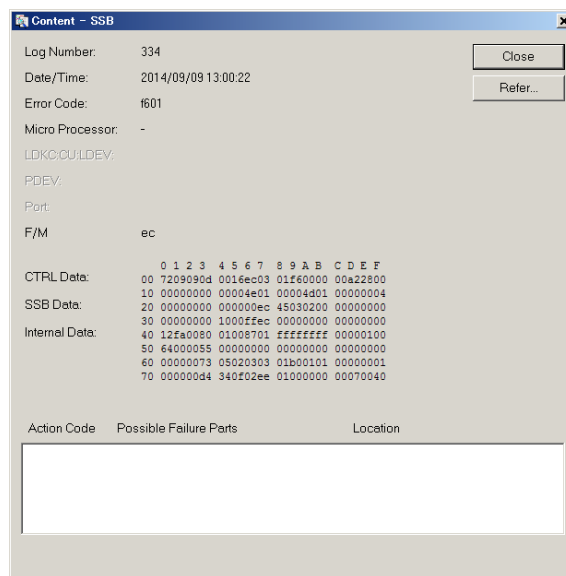 Content - SSB
Log Number: 334
Close
Date/Time: 2014/09/09 13:00:22
Refer...
Error Code: f601
Micro Processor: -
LDKC:CU:LDEV:
PDEV:
Port:
F/M ec
0 1 2 3 4 5 6 7 8 9 A B C D E F
CTRL Data: 00 7209090d 0016ec03 01f60000 00a22800
10 00000000 00004e01 00004d01 00000004
SSB Data: 20 00000000 000000ec 45030200 00000000
30 00000000 1000ffec 00000000 00000000
Internal Data: 40 12fa0080 01008701 ffffffff 00000100
50 64000055 00000000 00000000 00000000
60 00000073 05020303 01b00101 00000001
70 000000d4 340f02ee 01000000 00070040
Action Code Possible Failure Parts Location